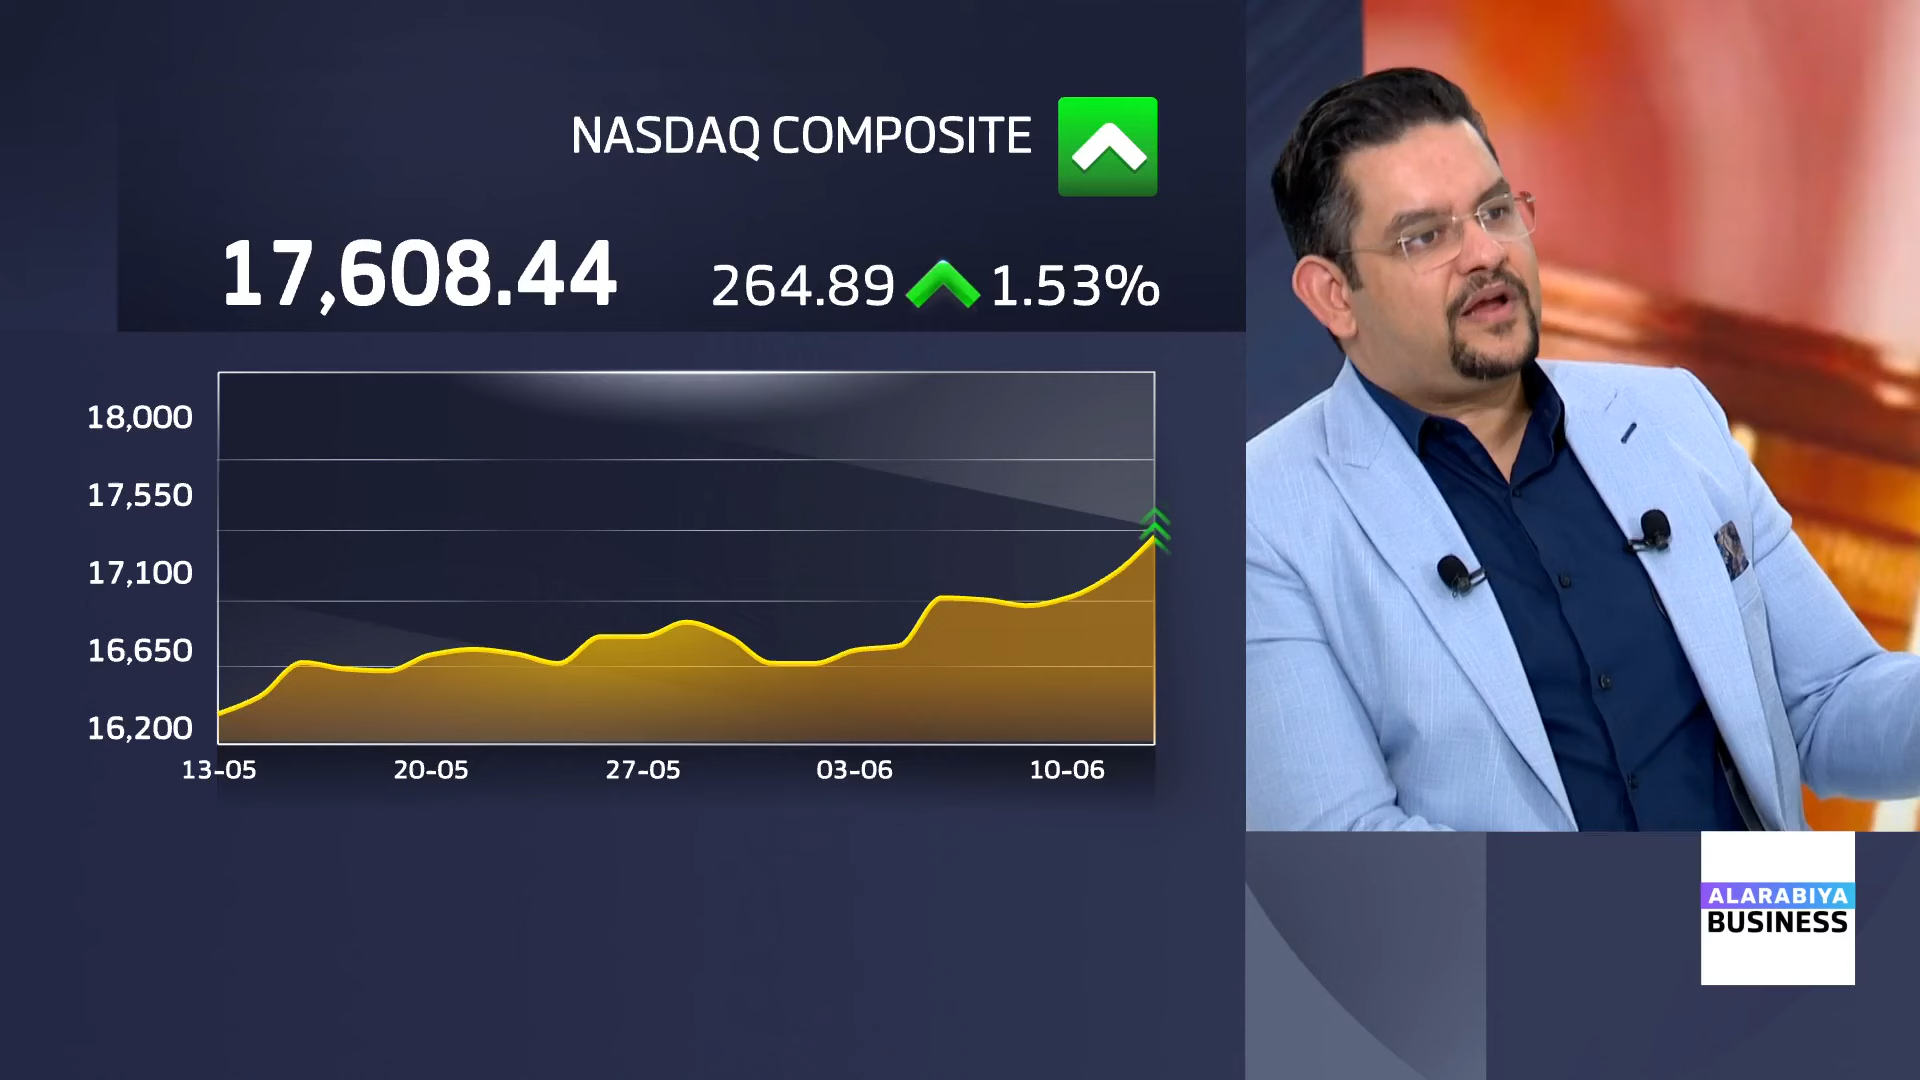 NASDAQ COMPOSITE
17,608.44
264.89 1.53%
18,000
17,550
17,100
16,650
16,200
13-05 20-05 27-05 03-06 10-06
ALARABIYA
BUSINESS